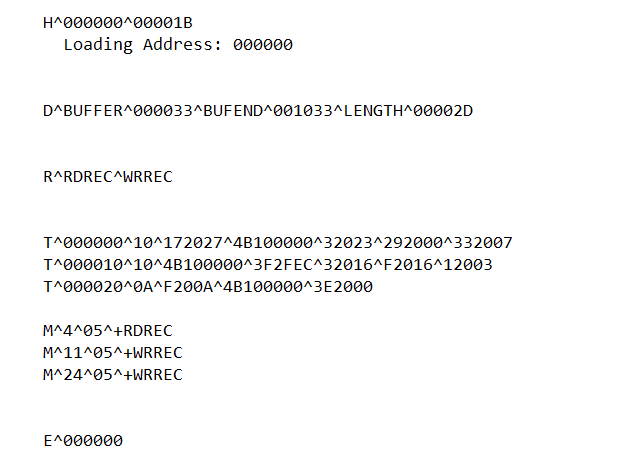 H^000000^00001B
Loading Address: 000000
D^BUFFER^000033^BUFEND^001033^LENGTH^00002D
R^RDREC^WRREC
T^000000^10^172027^4B100000^32023^292000^332007
T^000010^10^4B100000^3F2FEC^32016^F2016^12003
T^000020^0A^F200A^4B100000^3E2000
M^4^05^+RDREC
M^11^05^+WRREC
M^24^05^+WRREC
E^000000